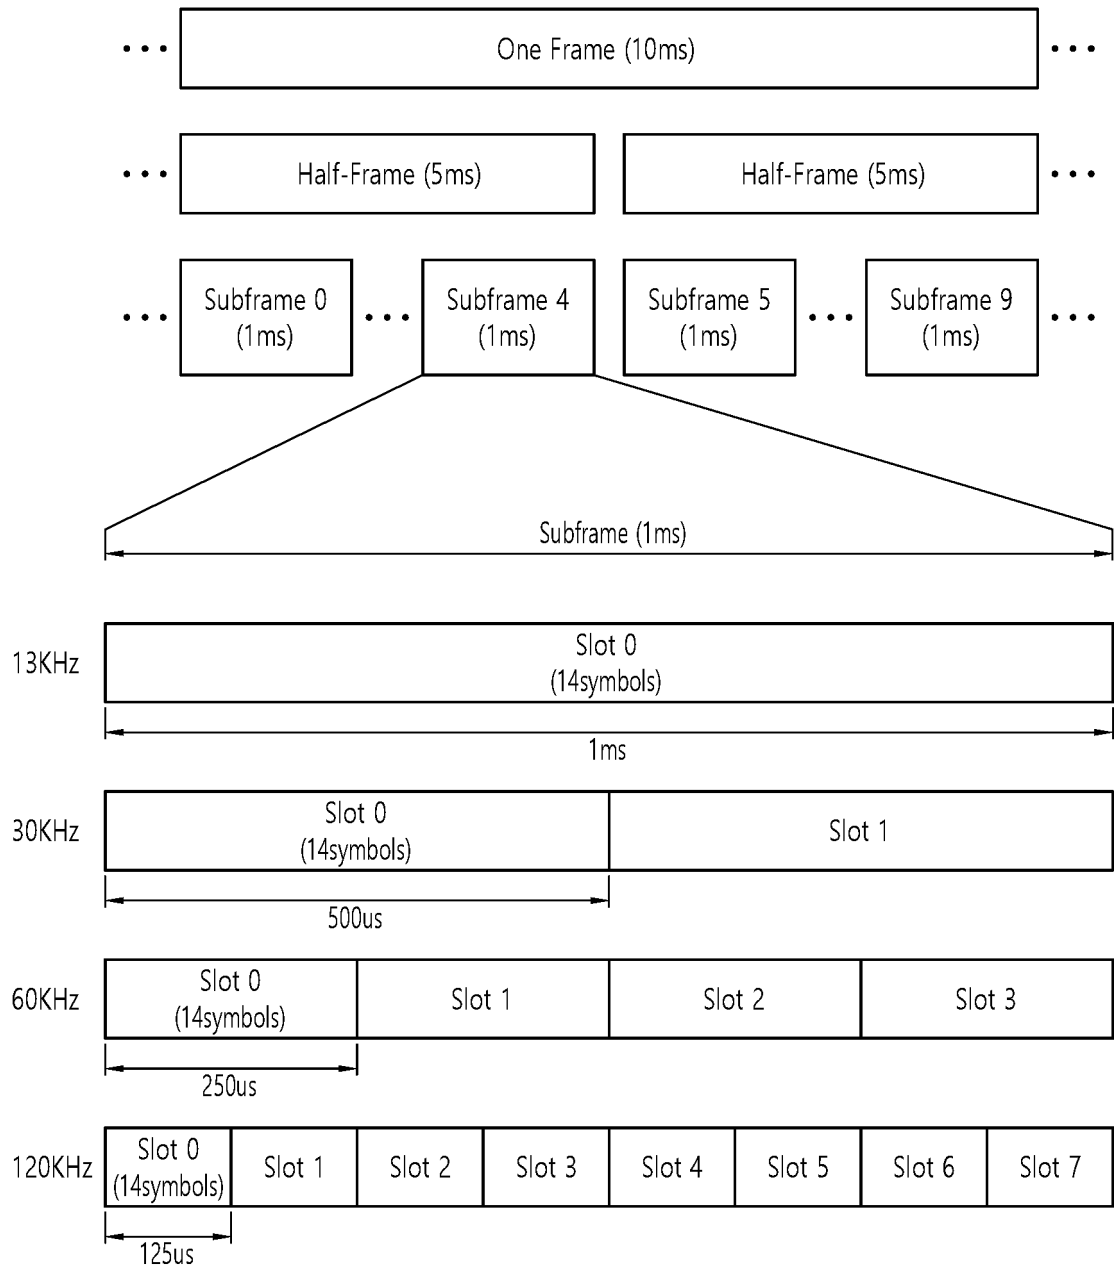 One Frame (10ms)
Half-Frame (5ms)
Half-Frame (5ms)
Subframe 0
(1ms)
Subframe 4
(1ms)
Subframe 5
(1ms)
Subframe 9
(1ms)
Subframe (1ms)
13KHz
Slot 0
(14symbols)
1ms
30KHz
Slot 0
(14symbols)
Slot 1
500us
60KHz
Slot 0
(14symbols)
Slot 1
Slot 2
Slot 3
250us
120KHz
Slot 0
(14symbols)
Slot 1
Slot 2
Slot 3
Slot 4
Slot 5
Slot 6
Slot 7
125us